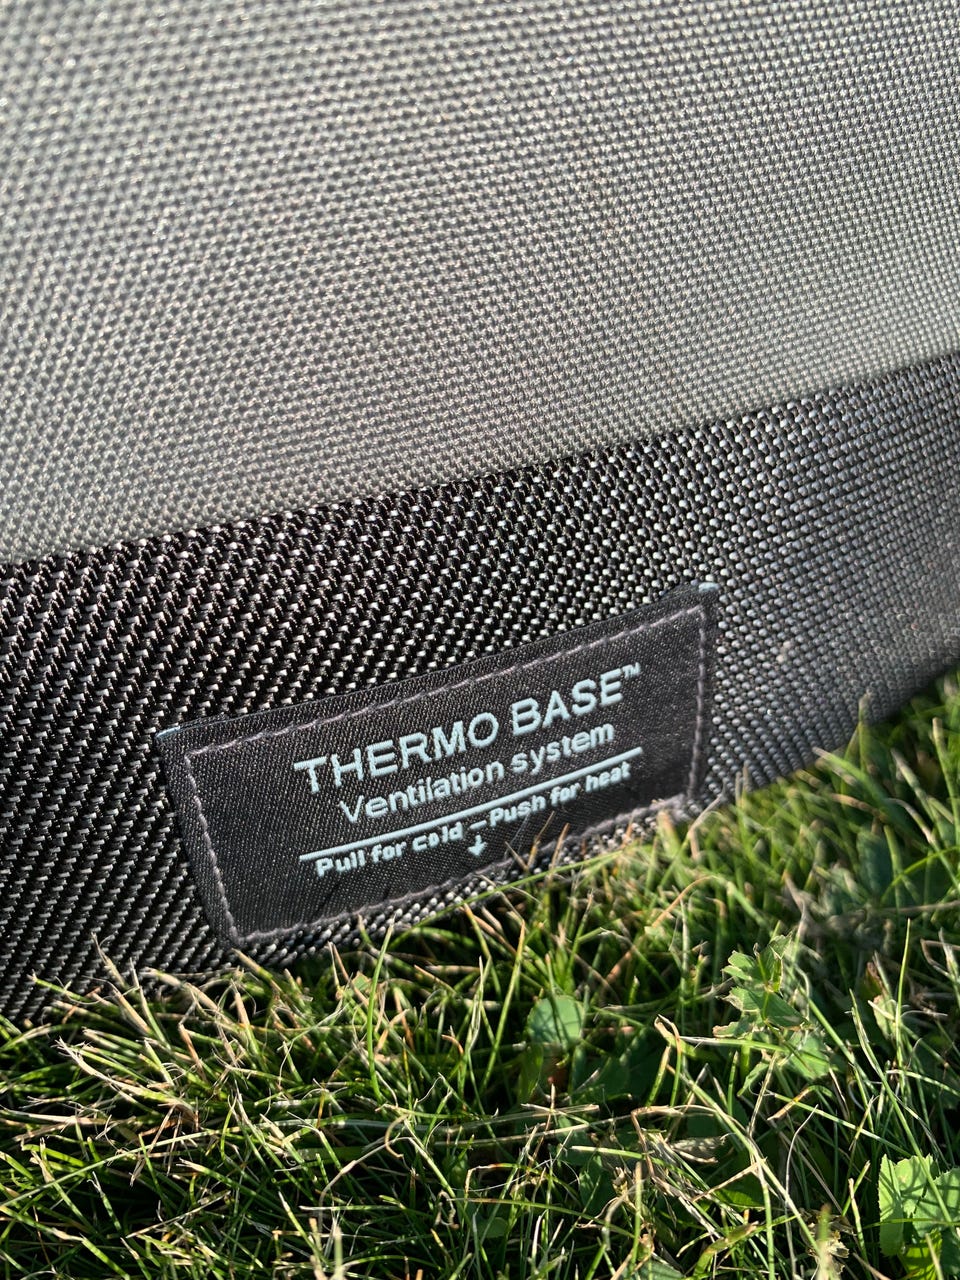 THERMO BASE™
Ventilation system
Pull for cold – Push for heat
↓